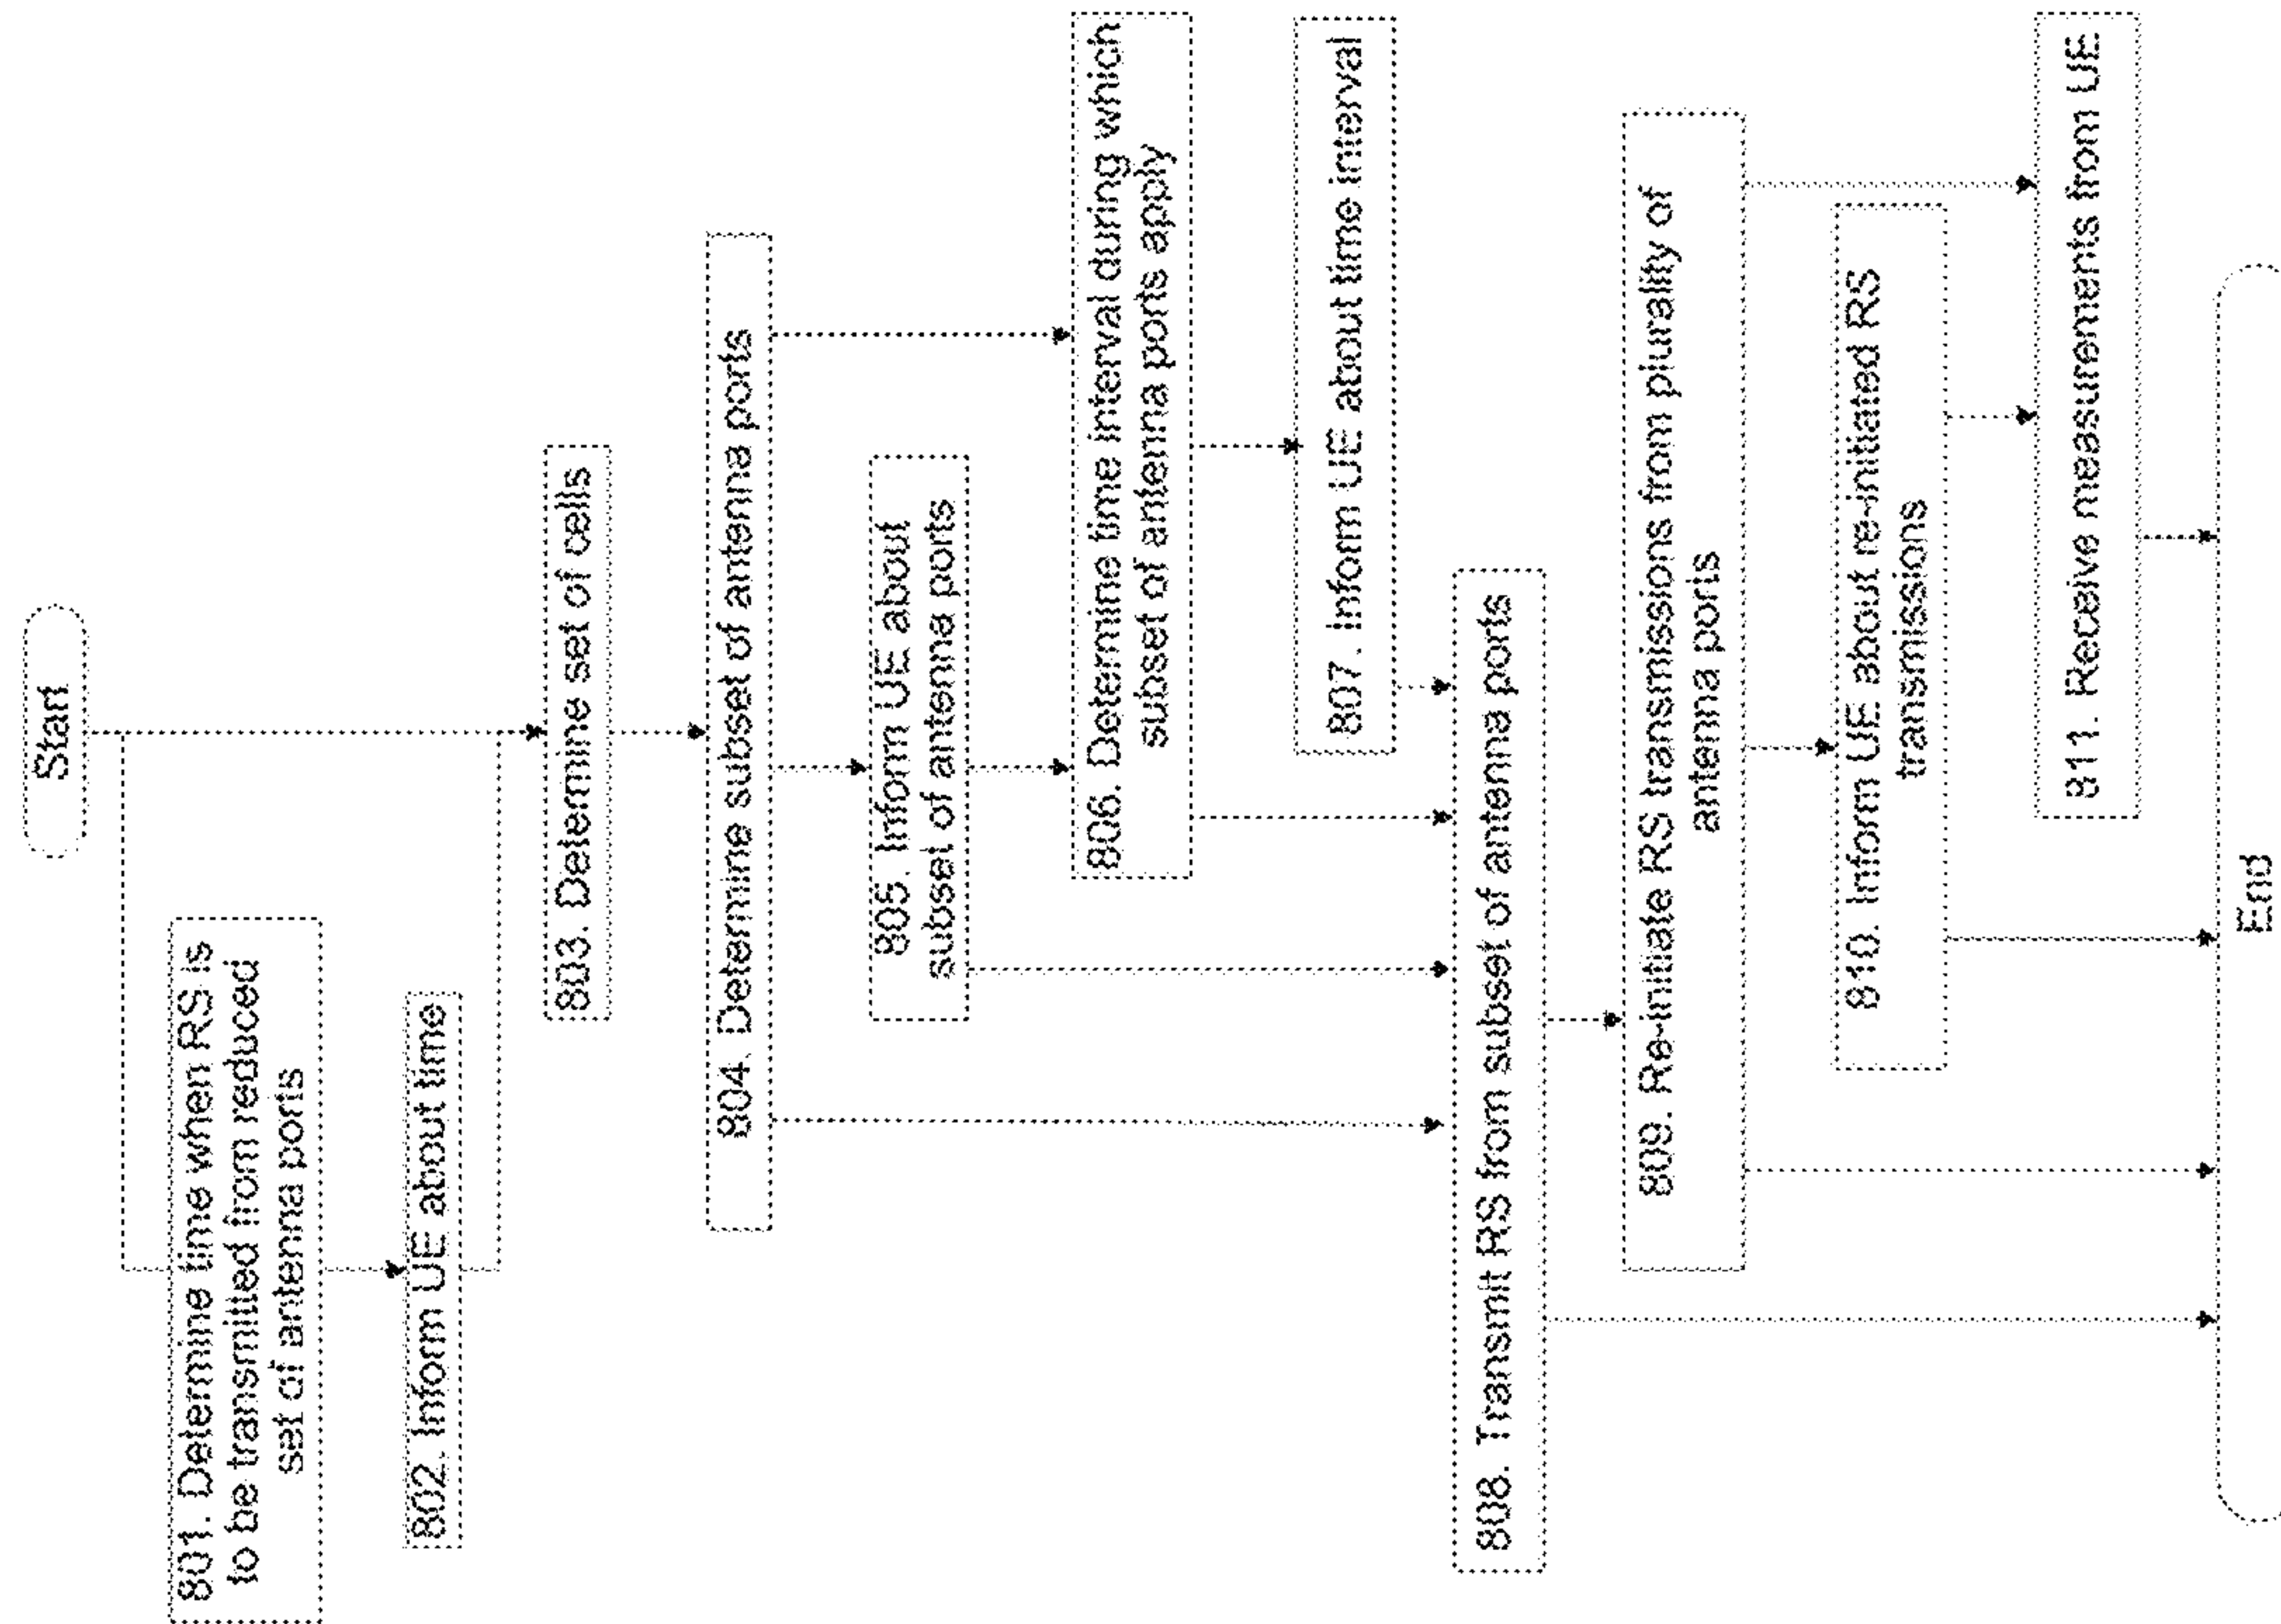 Start
801. Determine time when RS is
to be transmitted from reduced
set of antenna ports
802. Inform UE about time
803. Determine set of cells
804. Determine subset of antenna ports
805. Inform UE about
subset of antenna ports
806. Determine time interval during which
subset of antenna ports apply
807. Inform UE about time interval
808. Transmit RS from subset of antenna ports
809. Re-initiate RS transmissions from plurality of
antenna ports
810. Inform UE about re-initiated RS
transmissions
811. Receive measurements from UE
End